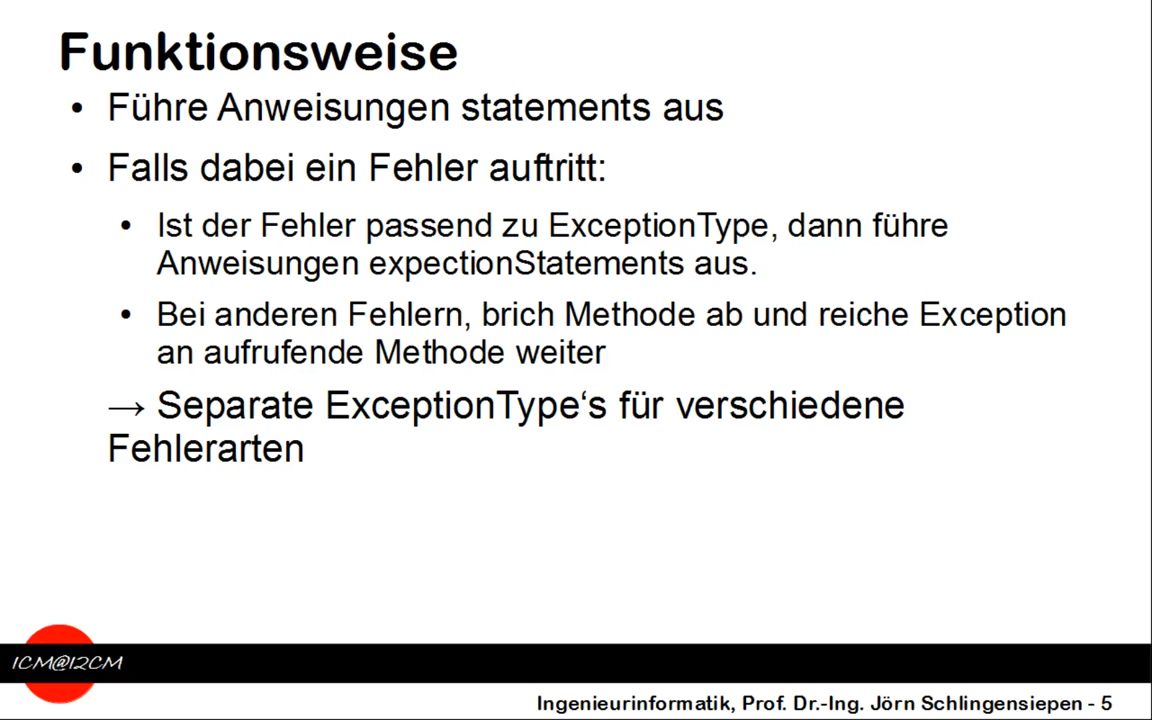 Funktionsweise
• Führe Anweisungen statements aus
• Falls dabei ein Fehler auftritt:
• Ist der Fehler passend zu ExceptionType, dann führe
Anweisungen expectionStatements aus.
• Bei anderen Fehlern, brich Methode ab und reiche Exception
an aufrufende Methode weiter
→ Separate ExceptionType‘s für verschiedene
Fehlerarten
1CM@12CM
Ingenieurinformatik, Prof. Dr.-Ing. Jörn Schlingensiepen - 5